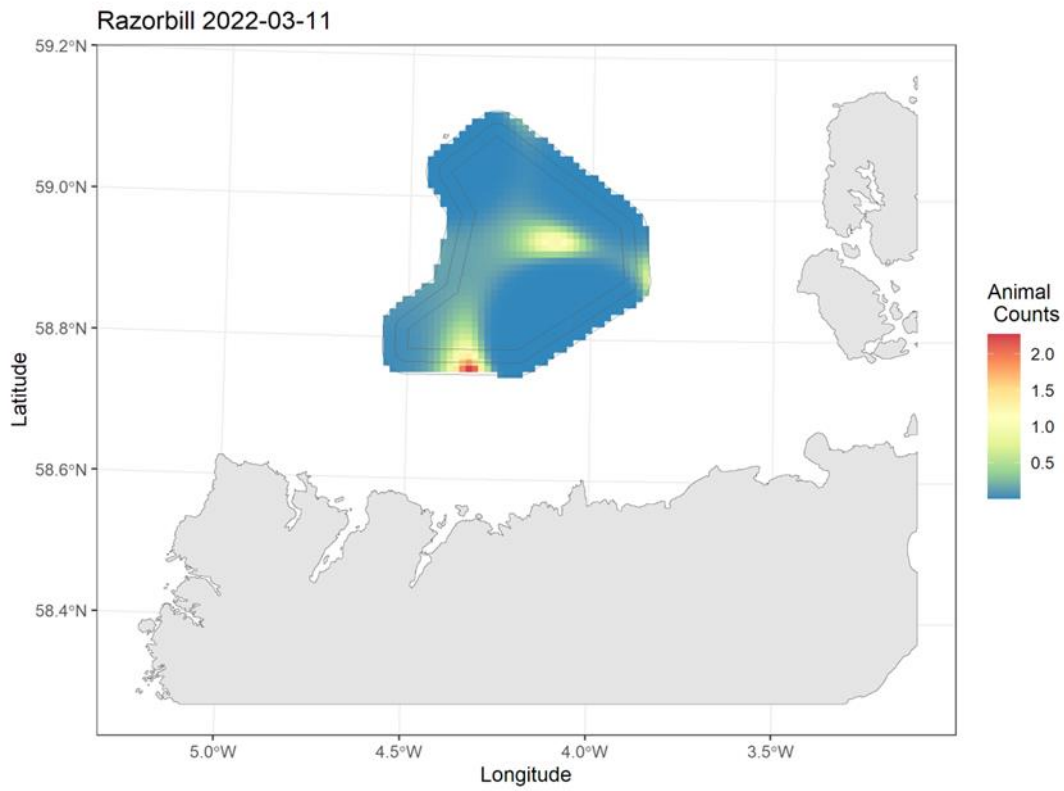 Razorbill 2022-03-11
59.2°N
59.0°N
58.8°N
58.6°N
58.4°N
Latitude
5.0°W
4.5°W
4.0°W
3.5°W
Longitude
Animal
Counts
2.0
1.5
1.0
0.5